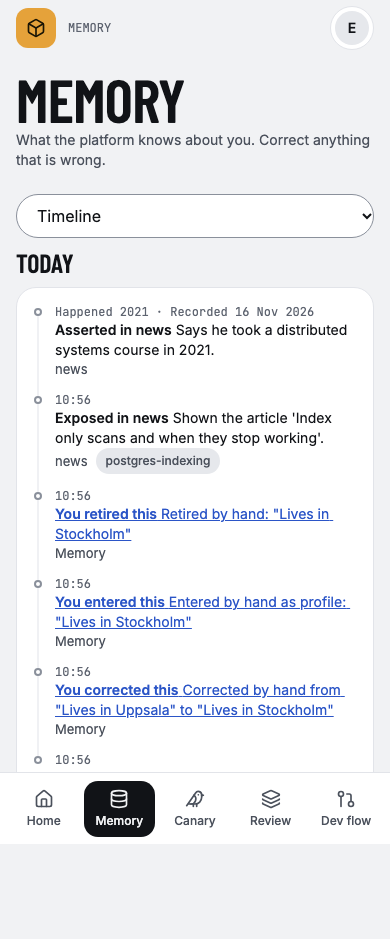 MEMORY
E
MEMORY
What the platform knows about you. Correct anything
that is wrong.
Timeline
TODAY
Happened 2021 · Recorded 16 Nov 2026
Asserted in news Says he took a distributed
systems course in 2021.
news
10:56
Exposed in news Shown the article 'Index
only scans and when they stop working'.
news postgres-indexing
10:56
You retired this Retired by hand: "Lives in
Stockholm"
Memory
10:56
You entered this Entered by hand as profile:
"Lives in Stockholm"
Memory
10:56
You corrected this Corrected by hand from
"Lives in Uppsala" to "Lives in Stockholm"
Memory
10:56
Home Memory Canary Review Dev flow